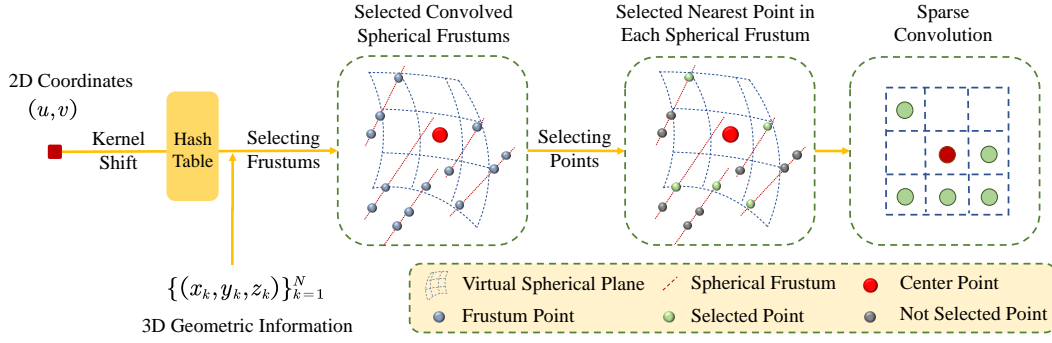 Selected Convolved
Spherical Frustums
Selected Nearest Point in
Each Spherical Frustum
Sparse
Convolution
2D Coordinates
(u,v)
Kernel
Shift
Hash
Table
Selecting
Frustums
Selecting
Points
{(x_k, y_k, z_k)}_{k=1}^N
3D Geometric Information
Virtual Spherical Plane
Spherical Frustum
Center Point
Frustum Point
Selected Point
Not Selected Point